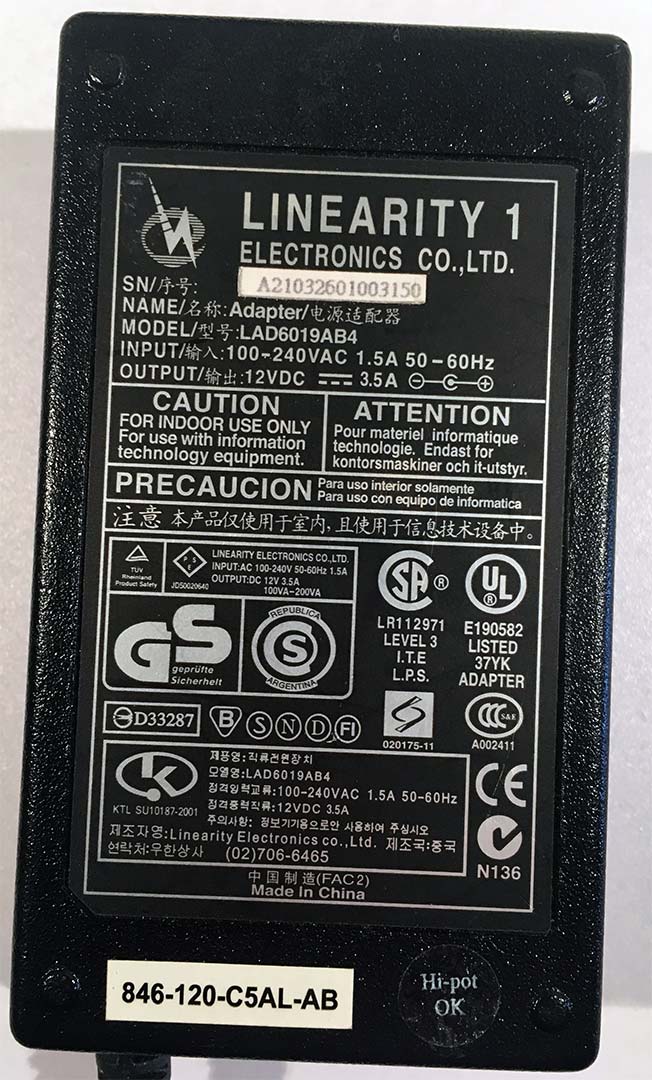 LINEARITY 1
ELECTRONICS CO.,LTD.
SN/序号: A21032601003150
NAME/名称:Adapter/电源适配器
MODEL/型号:LAD6019AB4
INPUT/输入:100-240VAC 1.5A 50-60Hz
OUTPUT/输出:12VDC 3.5A
CAUTION
FOR INDOOR USE ONLY
For use with information
technology equipment.
ATTENTION
Pour materiel informatique
technologie. Endast for
kontorsmaskiner och it-utstyr.
PRECAUCION
Para uso interior solamente
Para uso con equipo de informatica
注意 本产品仅使用于室内,且使用于信息技术设备中。
TUV
Rheinland
Product Safety
P S E
JD50020640
LINEARITY ELECTRONICS CO.,LTD.
INPUT:AC 100-240V 50-60Hz 1.5A
OUTPUT:DC 12V 3.5A
100VA-200VA
GS
geprüfte
Sicherheit
REPUBLICA
S
ARGENTINA
SA ®
LR112971
LEVEL 3
I.T.E
L.P.S.
UL ®
E190582
LISTED
37YK
ADAPTER
D33287
B S N D FI
S
020175-11
CCC S&E
A002411
K
KTL SU10187-2001
제품명:직류전원장치
모델명:LAD6019AB4
정격입력교류:100-240VAC 1.5A 50-60Hz
정격출력직류:12VDC 3.5A
주의사항: 정보기기용으로만 사용하여 주십시오
제조자명:Linearity Electronics co.,Ltd. 제조국:중국
연락처:우한상사 (02)706-6465
CE
N136
中国制造(FAC2)
Made In China
846-120-C5AL-AB
Hi-pot
OK